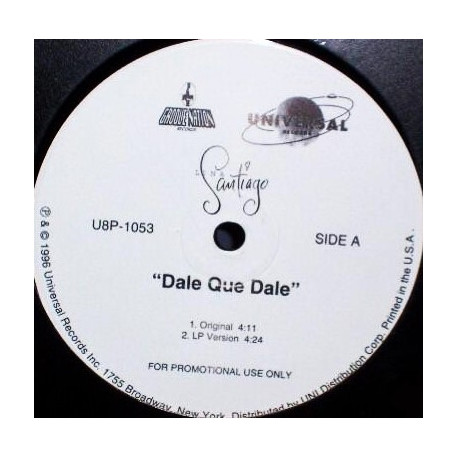 GROOVE NATION
RECORDS
UNIVERSAL
RECORDS
LINA
Santiago
U8P-1053
SIDE A
"Dale Que Dale"
1. Original 4:11
2. LP Version 4:24
FOR PROMOTIONAL USE ONLY
℗ & © 1996 Universal Records Inc. 1755 Broadway, New York. Distributed by UNI Distribution Corp. Printed in the U.S.A.